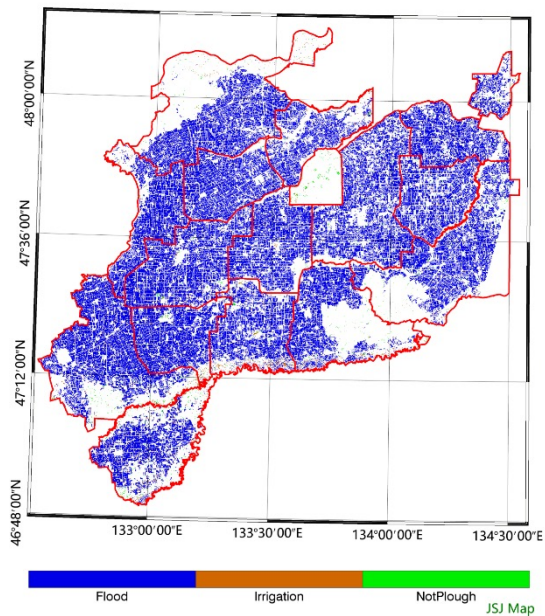 48°00′00″N
47°36′00″N
47°12′00″N
46°48′00″N
133°00′00″E
133°30′00″E
134°00′00″E
134°30′00″E
Flood
Irrigation
NotPlough
JSJ Map